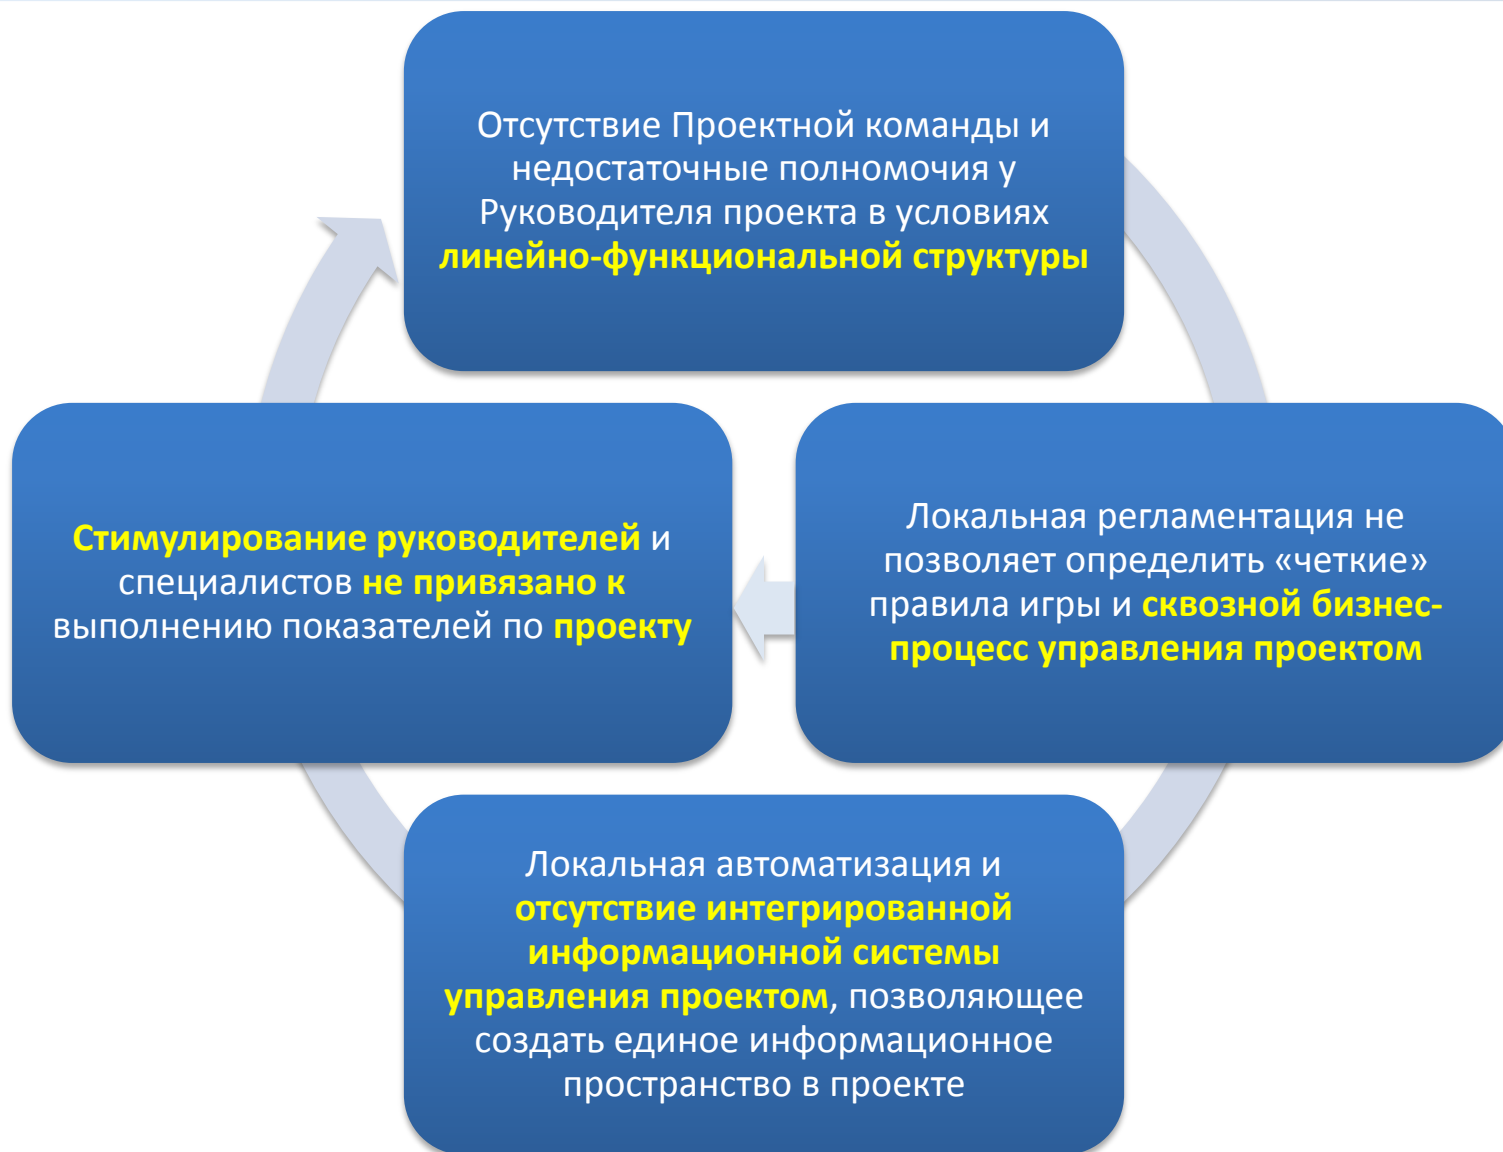 Отсутствие Проектной команды и
недостаточные полномочия у
Руководителя проекта в условиях
линейно-функциональной структуры
Стимулирование руководителей и
специалистов не привязано к
выполнению показателей по проекту
Локальная регламентация не
позволяет определить «четкие»
правила игры и сквозной бизнес-
процесс управления проектом
Локальная автоматизация и
отсутствие интегрированной
информационной системы
управления проектом, позволяющее
создать единое информационное
пространство в проекте